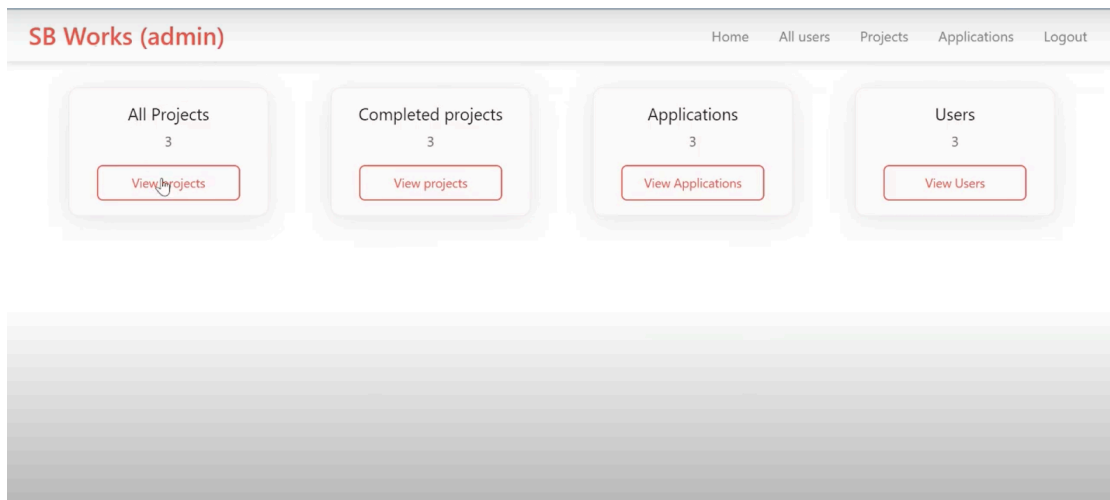 SB Works (admin)
Home All users Projects Applications Logout
All Projects
3
View projects
Completed projects
3
View projects
Applications
3
View Applications
Users
3
View Users